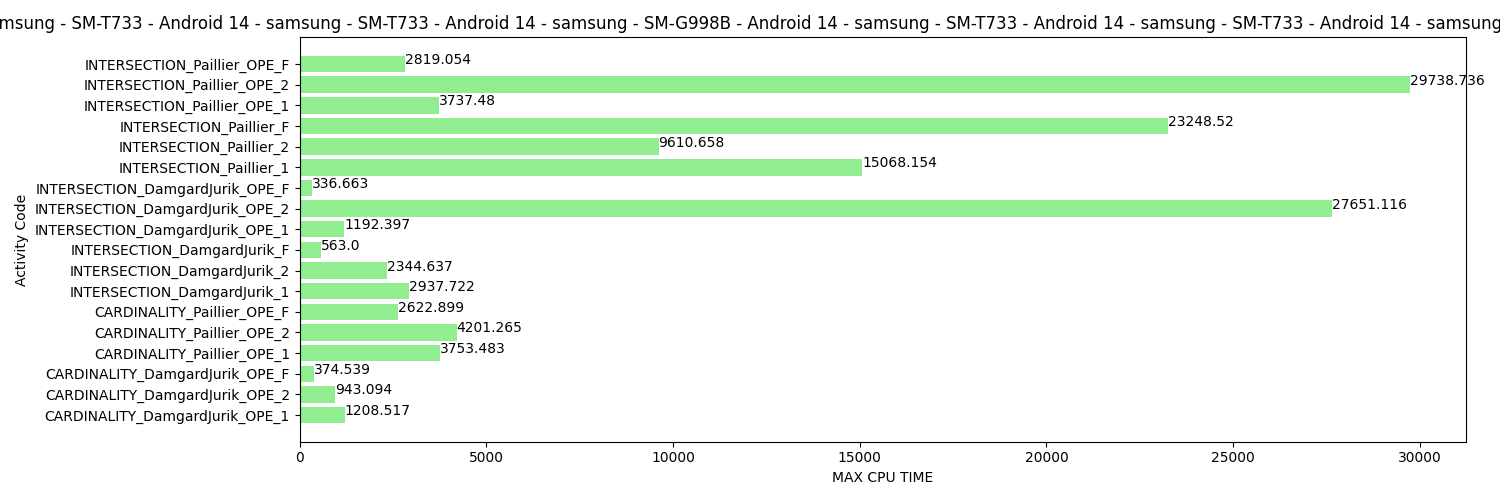 msung - SM-T733 - Android 14 - samsung - SM-T733 - Android 14 - samsung - SM-G998B - Android 14 - samsung - SM-T733 - Android 14 - samsung - SM-T733 - Android 14 - samsung
INTERSECTION_Paillier_OPE_F 2819.054
INTERSECTION_Paillier_OPE_2 29738.736
INTERSECTION_Paillier_OPE_1 3737.48
INTERSECTION_Paillier_F 23248.52
INTERSECTION_Paillier_2 9610.658
INTERSECTION_Paillier_1 15068.154
INTERSECTION_DamgardJurik_OPE_F 336.663
INTERSECTION_DamgardJurik_OPE_2 27651.116
INTERSECTION_DamgardJurik_OPE_1 1192.397
INTERSECTION_DamgardJurik_F 563.0
INTERSECTION_DamgardJurik_2 2344.637
INTERSECTION_DamgardJurik_1 2937.722
CARDINALITY_Paillier_OPE_F 2622.899
CARDINALITY_Paillier_OPE_2 4201.265
CARDINALITY_Paillier_OPE_1 3753.483
CARDINALITY_DamgardJurik_OPE_F 374.539
CARDINALITY_DamgardJurik_OPE_2 943.094
CARDINALITY_DamgardJurik_OPE_1 1208.517
Activity Code
0 5000 10000 15000 20000 25000 30000
MAX CPU TIME